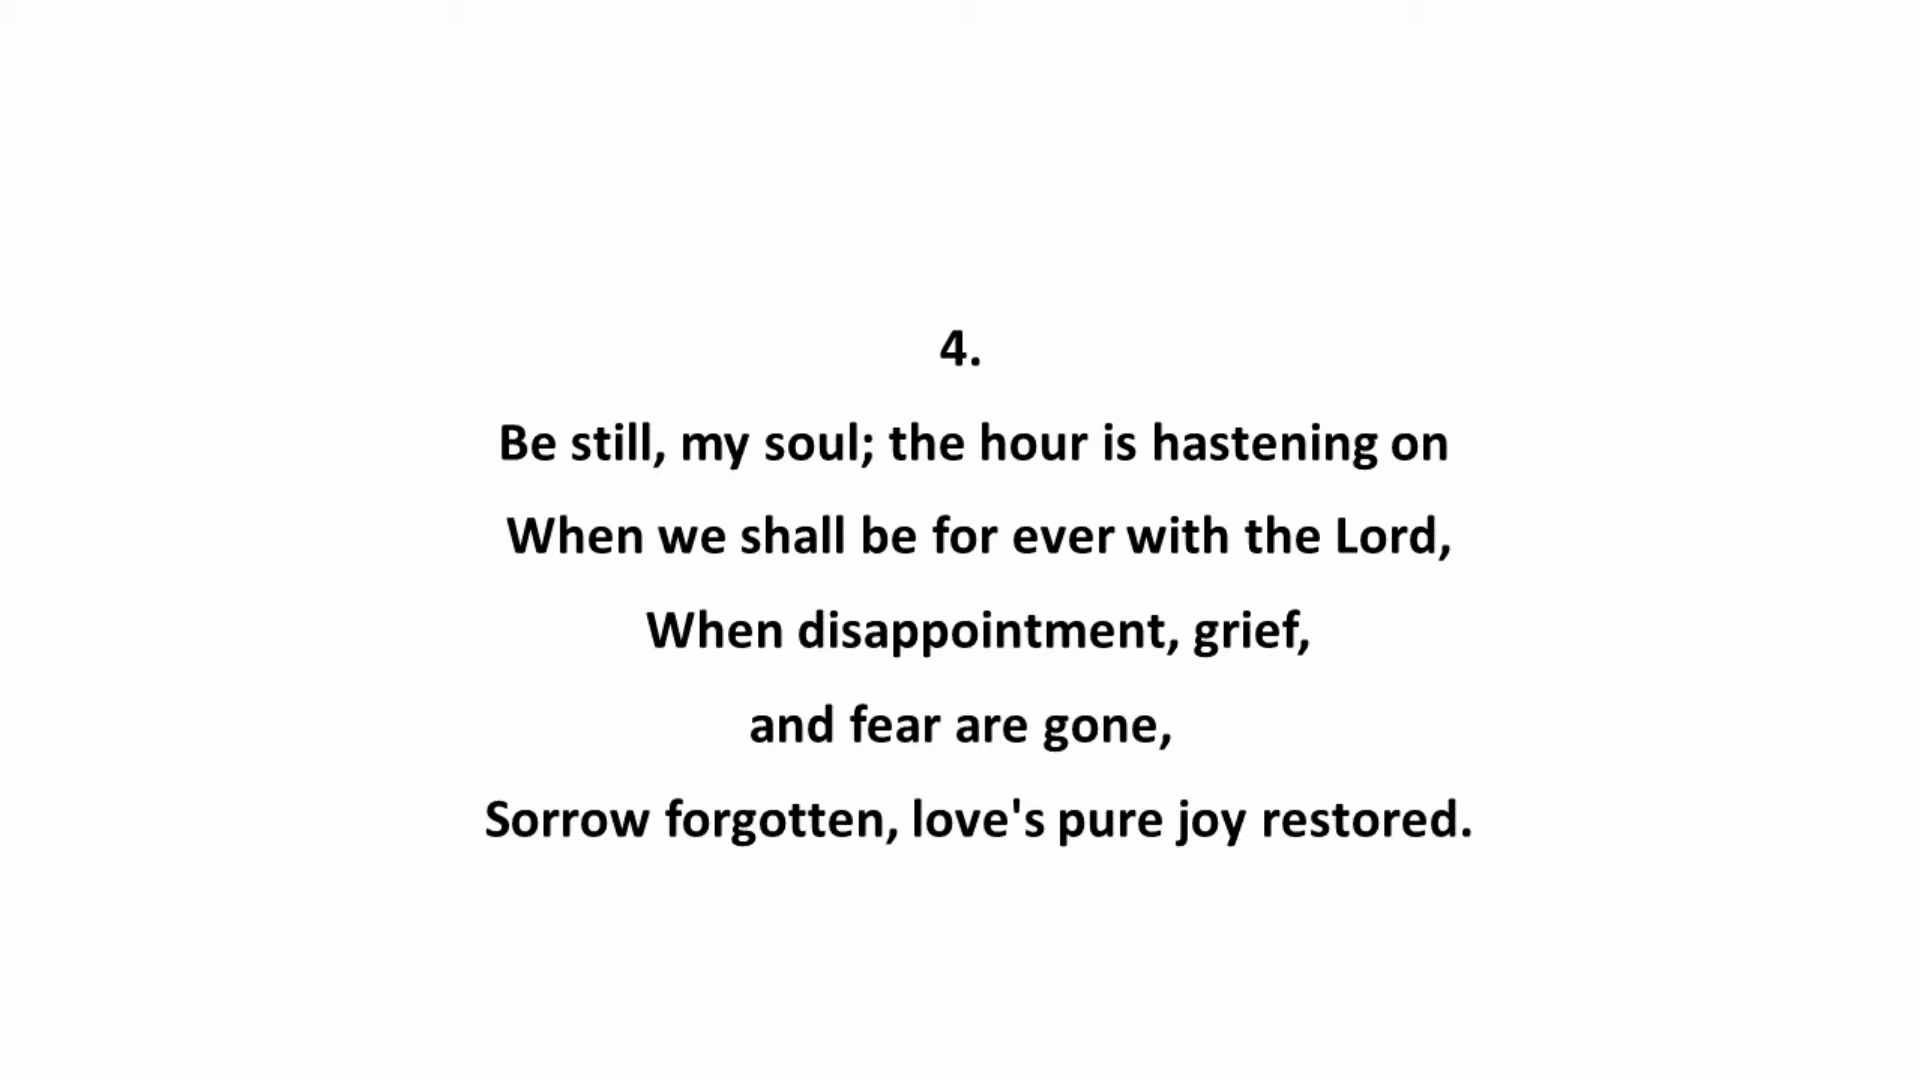 4.
Be still, my soul; the hour is hastening on
When we shall be for ever with the Lord,
When disappointment, grief,
and fear are gone,
Sorrow forgotten, love's pure joy restored.